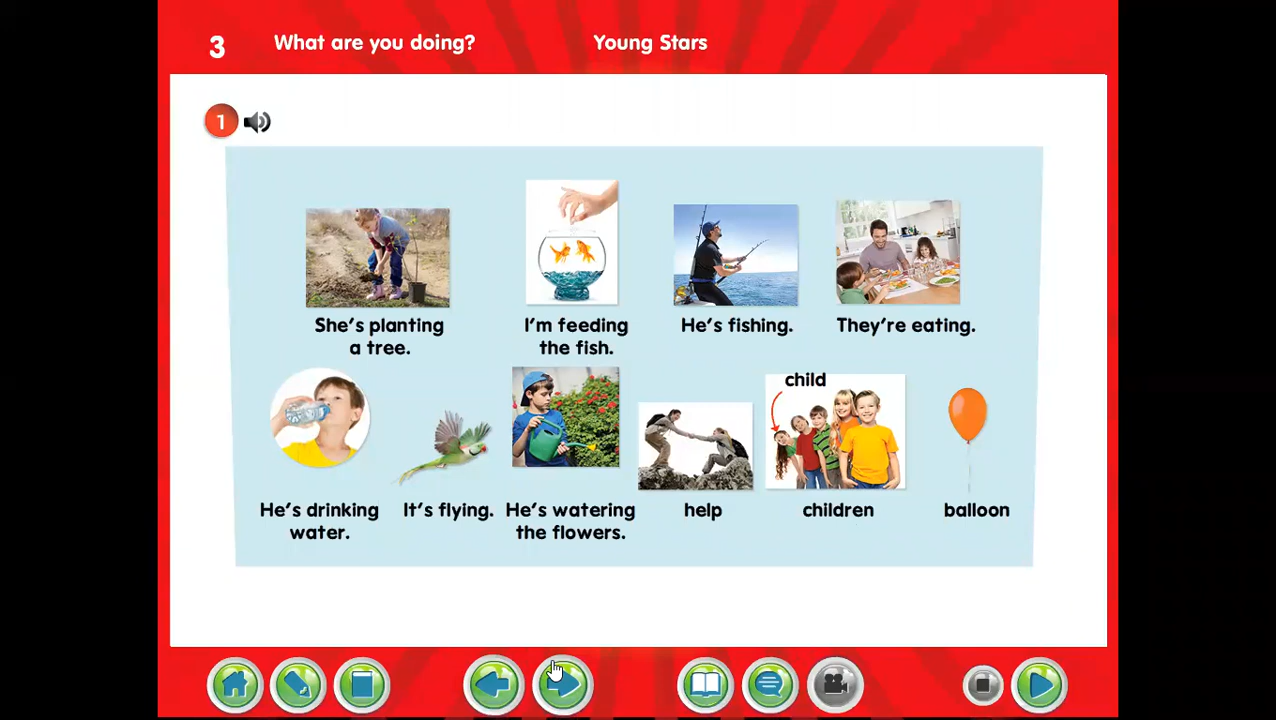 3 What are you doing? Young Stars
1
She's planting
a tree.
I'm feeding
the fish.
He's fishing.
They're eating.
He's drinking
water.
It's flying.
He's watering
the flowers.
help
child
children
balloon